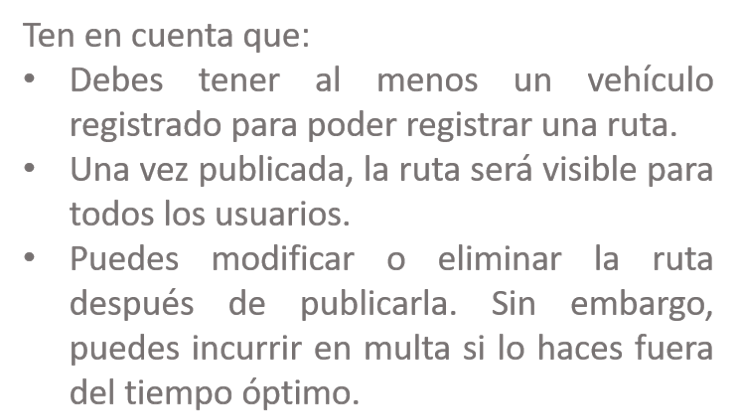 Ten en cuenta que:
• Debes tener al menos un vehículo
registrado para poder registrar una ruta.
• Una vez publicada, la ruta será visible para
todos los usuarios.
• Puedes modificar o eliminar la ruta
después de publicarla. Sin embargo,
puedes incurrir en multa si lo haces fuera
del tiempo óptimo.